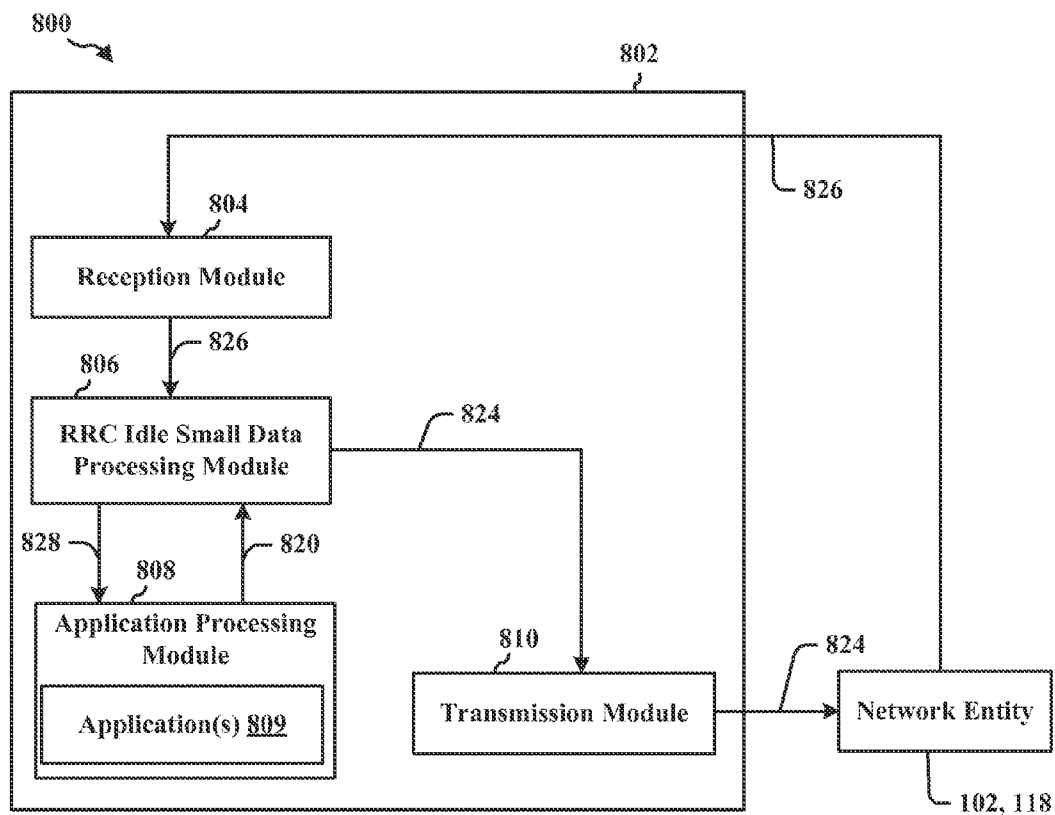 800
802
826
804
Reception Module
826
806
RRC Idle Small Data
Processing Module
824
828
820
808
Application Processing
Module
Application(s) 809
810
Transmission Module
824
Network Entity
102, 118